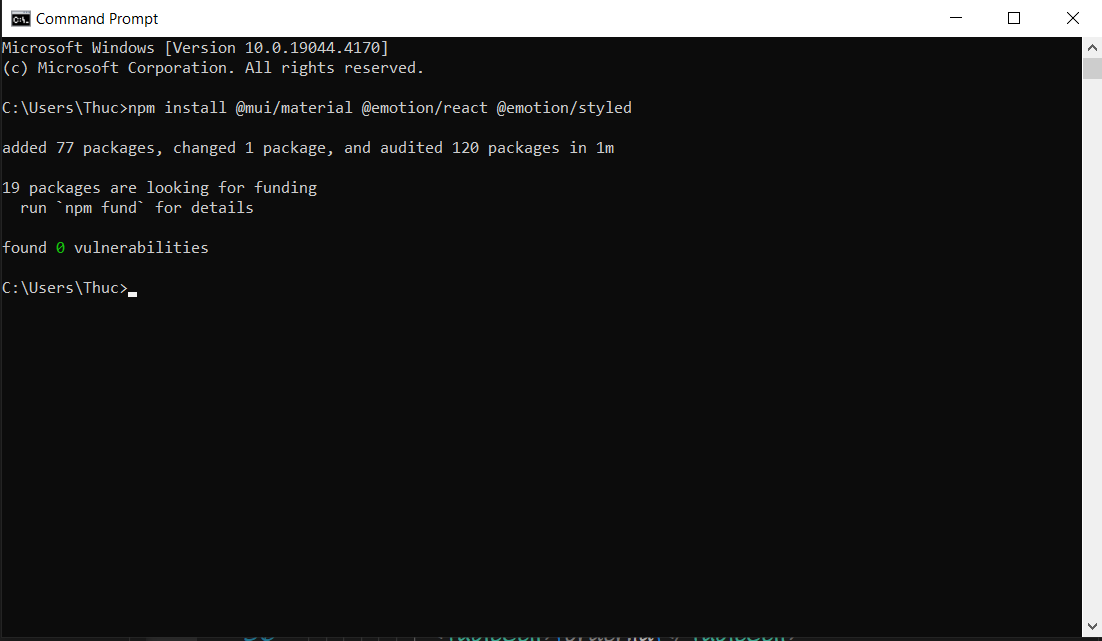 Command Prompt
Microsoft Windows [Version 10.0.19044.4170]
(c) Microsoft Corporation. All rights reserved.
C:\Users\Thuc>npm install @mui/material @emotion/react @emotion/styled
added 77 packages, changed 1 package, and audited 120 packages in 1m
19 packages are looking for funding
  run `npm fund` for details
found 0 vulnerabilities
C:\Users\Thuc>